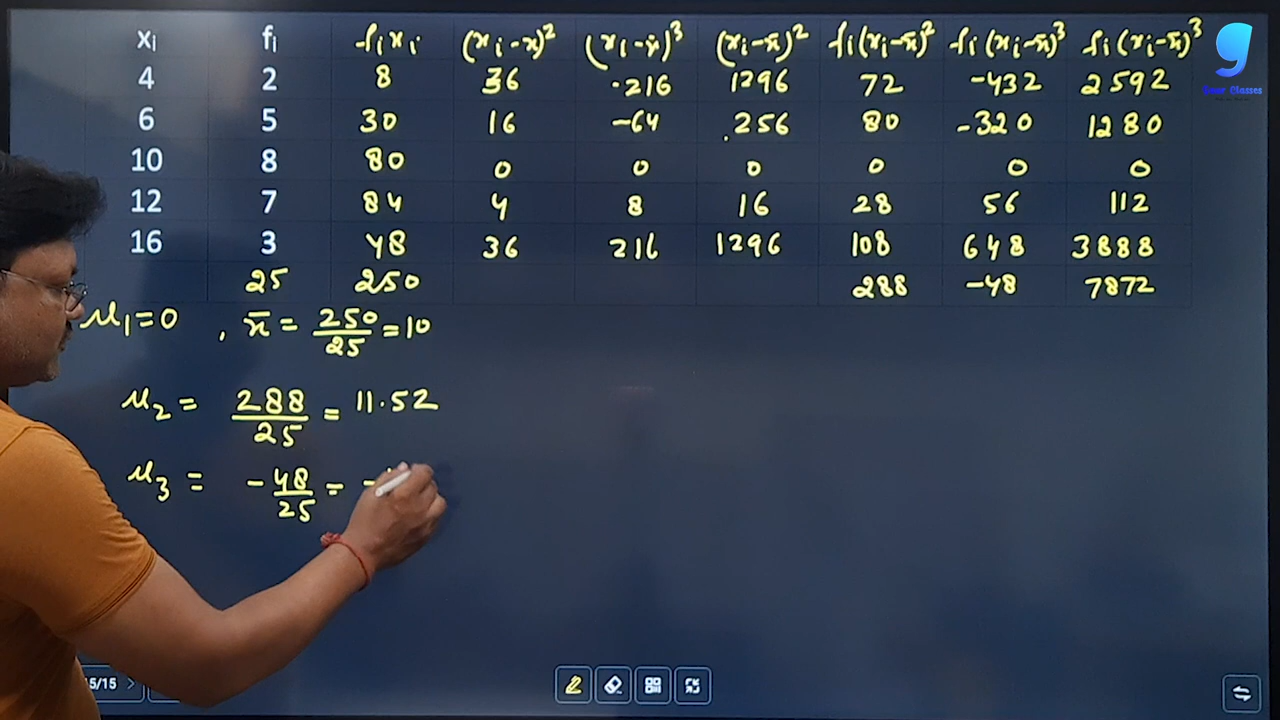 xᵢ fᵢ fᵢxᵢ (xᵢ-x)² (xᵢ-x̄)³ (xᵢ-x̄)² fᵢ(xᵢ-x̄)² fᵢ(xᵢ-x̄)³ fᵢ(xᵢ-x̄)³
4 2 8 36 -216 1296 72 -432 2592
6 5 30 16 -64 .256 80 -320 1280
10 8 80 0 0 0 0 0 0
12 7 84 4 8 16 28 56 112
16 3 48 36 216 1296 108 648 3888
25 250 288 -48 7872
μ₁=0 , x̄ = 250/25 = 10
μ₂ = 288/25 = 11.52
μ₃ = -48/25 = -
5/15 >